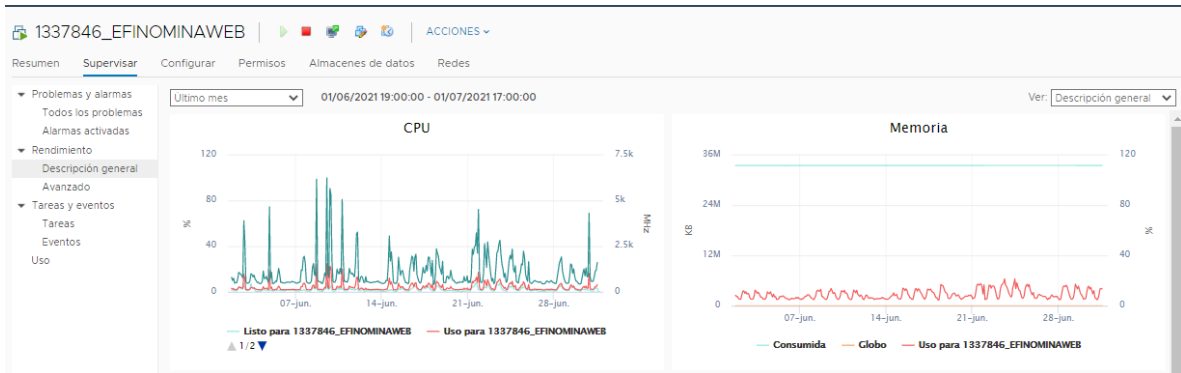 1337846_EFINOMINAWEB ACCIONES
Resumen Supervisar Configurar Permisos Almacenes de datos Redes
Problemas y alarmas
Todos los problemas
Alarmas activadas
Rendimiento
Descripción general
Avanzado
Tareas y eventos
Tareas
Eventos
Uso
Ultimo mes 01/06/2021 19:00:00 - 01/07/2021 17:00:00 Ver: Descripción general
CPU
120 7.5k
80 5k
% MHz
40 2.5k
0 0
07-jun. 14-jun. 21-jun. 28-jun.
Listo para 1337846_EFINOMINAWEB Uso para 1337846_EFINOMINAWEB
1/2
Memoria
36M 120
24M 80
KB %
12M 40
0 0
07-jun. 14-jun. 21-jun. 28-jun.
Consumida Globo Uso para 1337846_EFINOMINAWEB